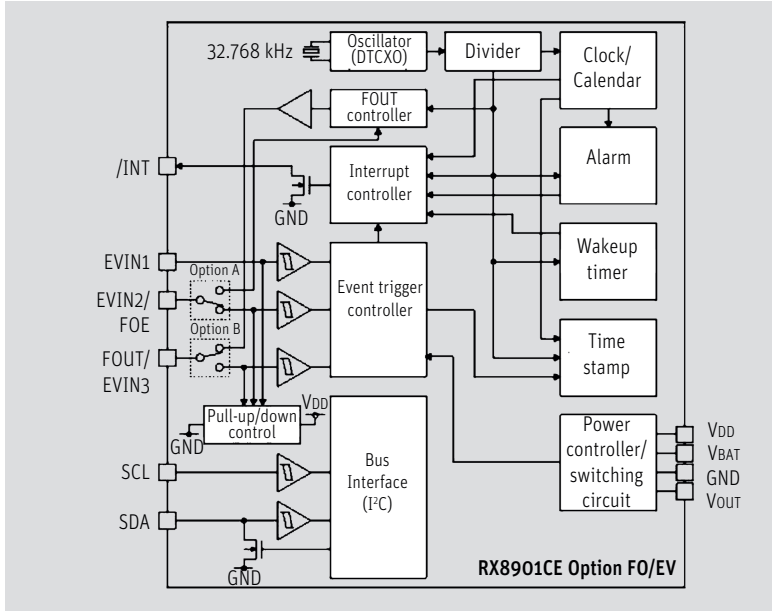 32.768 kHz
Oscillator
(DTCXO)
Divider
Clock/
Calendar
FOUT
controller
/INT
GND
Interrupt
controller
Alarm
EVIN1
Option A
EVIN2/
FOE
Option B
FOUT/
EVIN3
Event trigger
controller
Wakeup
timer
Time
stamp
VDD
Pull-up/down
control
GND
SCL
SDA
GND
Bus
Interface
(I²C)
Power
controller/
switching
circuit
VDD
VBAT
GND
VOUT
RX8901CE Option FO/EV